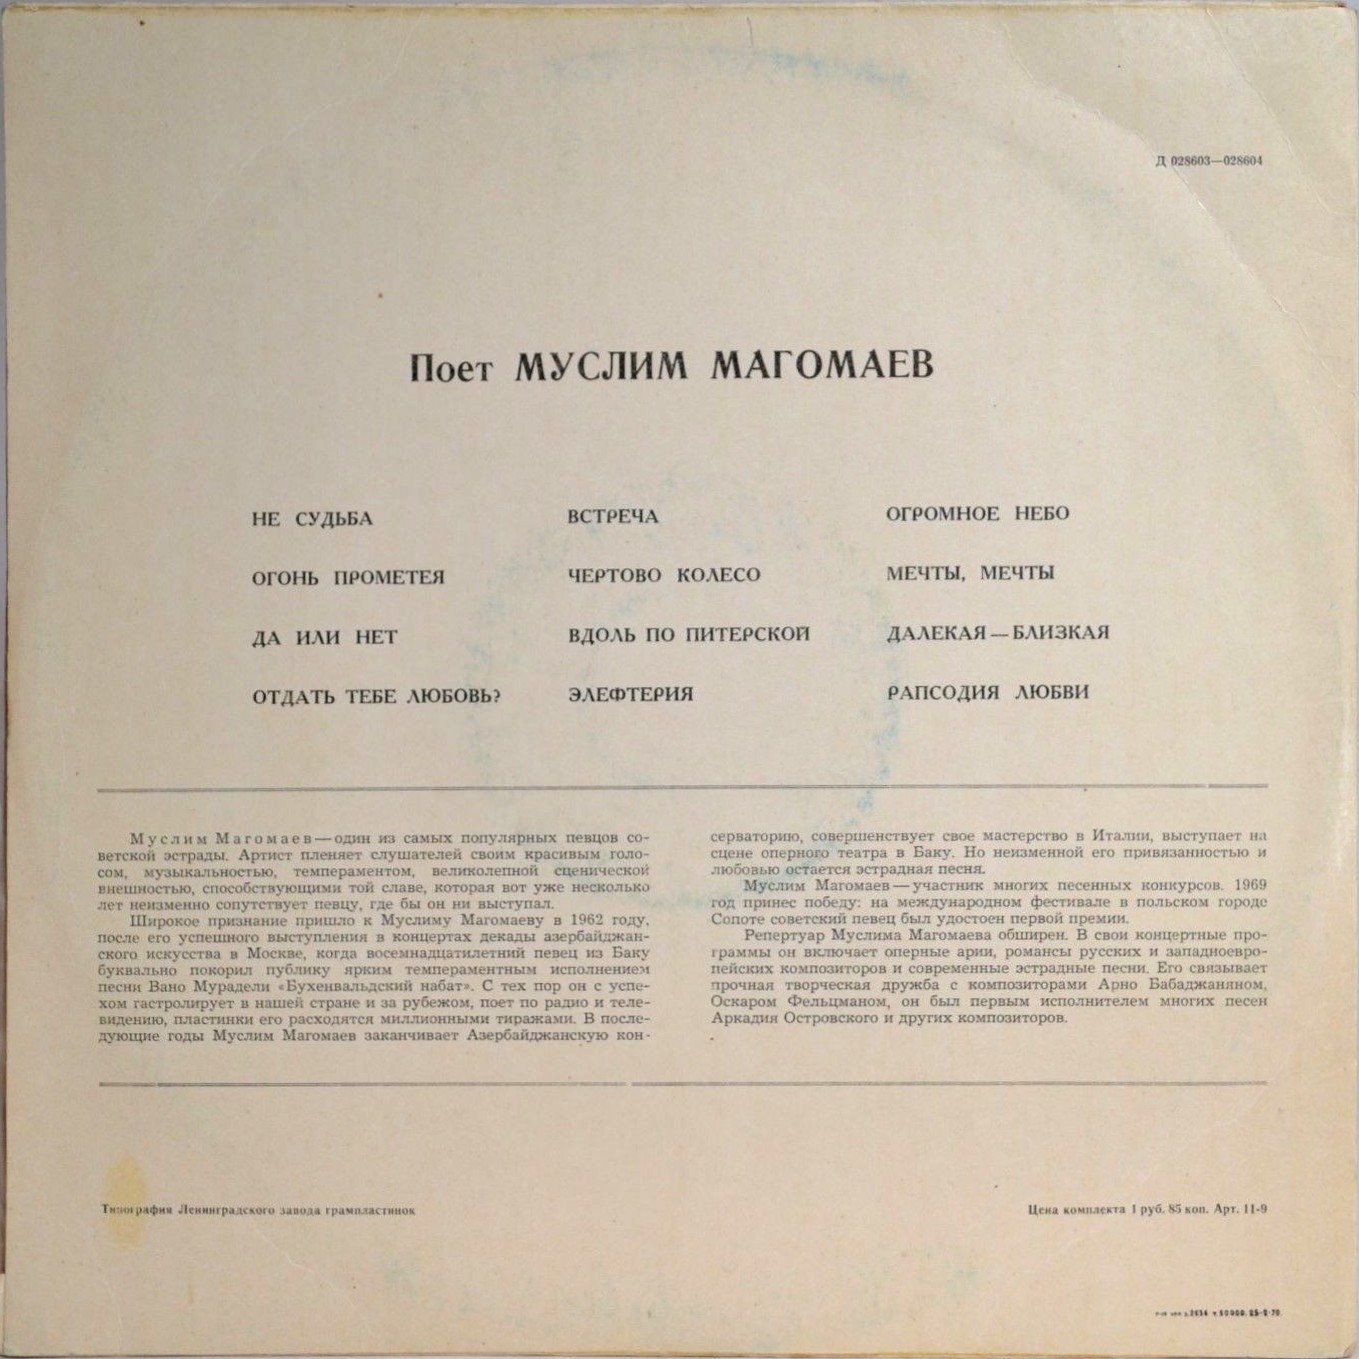 Д 028603—028604
Поет МУСЛИМ МАГОМАЕВ
НЕ СУДЬБА
ОГОНЬ ПРОМЕТЕЯ
ДА ИЛИ НЕТ
ОТДАТЬ ТЕБЕ ЛЮБОВЬ?
ВСТРЕЧА
ЧЕРТОВО КОЛЕСО
ВДОЛЬ ПО ПИТЕРСКОЙ
ЭЛЕФТЕРИЯ
ОГРОМНОЕ НЕБО
МЕЧТЫ, МЕЧТЫ
ДАЛЕКАЯ — БЛИЗКАЯ
РАПСОДИЯ ЛЮБВИ
Муслим Магомаев — один из самых популярных певцов со-
ветской эстрады. Артист пленяет слушателей своим красивым голо-
сом, музыкальностью, темпераментом, великолепной сценической
внешностью, способствующими той славе, которая вот уже несколько
лет неизменно сопутствует певцу, где бы он ни выступал.
Широкое признание пришло к Муслиму Магомаеву в 1962 году,
после его успешного выступления в концертах декады азербайджан-
ского искусства в Москве, когда восемнадцатилетний певец из Баку
буквально покорил публику ярким темпераментным исполнением
песни Вано Мурадели «Бухенвальдский набат». С тех пор он с успе-
хом гастролирует в нашей стране и за рубежом, поет по радио и теле-
видению, пластинки его расходятся миллионными тиражами. В после-
дующие годы Муслим Магомаев заканчивает Азербайджанскую кон-
серваторию, совершенствует свое мастерство в Италии, выступает на
сцене оперного театра в Баку. Но неизменной его привязанностью и
любовью остается эстрадная песня.
Муслим Магомаев — участник многих песенных конкурсов. 1969
год принес победу: на международном фестивале в польском городе
Сопоте советский певец был удостоен первой премии.
Репертуар Муслима Магомаева обширен. В свои концертные про-
граммы он включает оперные арии, романсы русских и западноевро-
пейских композиторов и современные эстрадные песни. Его связывает
прочная творческая дружба с композиторами Арно Бабаджаняном,
Оскаром Фельцманом, он был первым исполнителем многих песен
Аркадия Островского и других композиторов.
Типография Ленинградского завода грампластинок
Цена комплекта 1 руб. 85 коп. Арт. 11-9